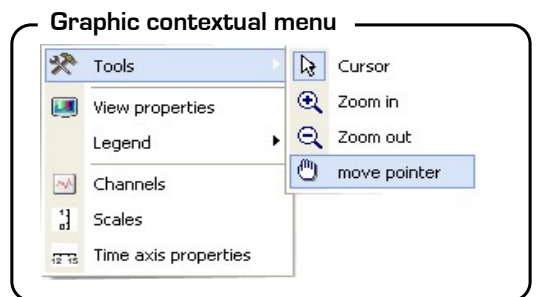 Graphic contextual menu
Tools
View properties
Legend
Channels
Scales
Time axis properties
Cursor
Zoom in
Zoom out
move pointer